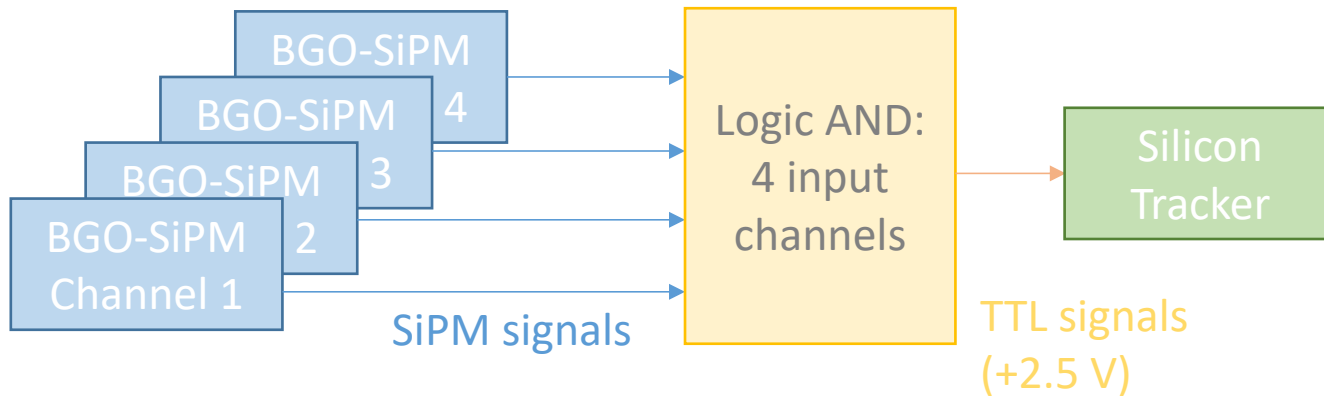 BGO-SiPM
4
BGO-SiPM
3
BGO-SiPM
2
BGO-SiPM
Channel 1
SiPM signals
Logic AND:
4 input
channels
TTL signals
(+2.5 V)
Silicon
Tracker